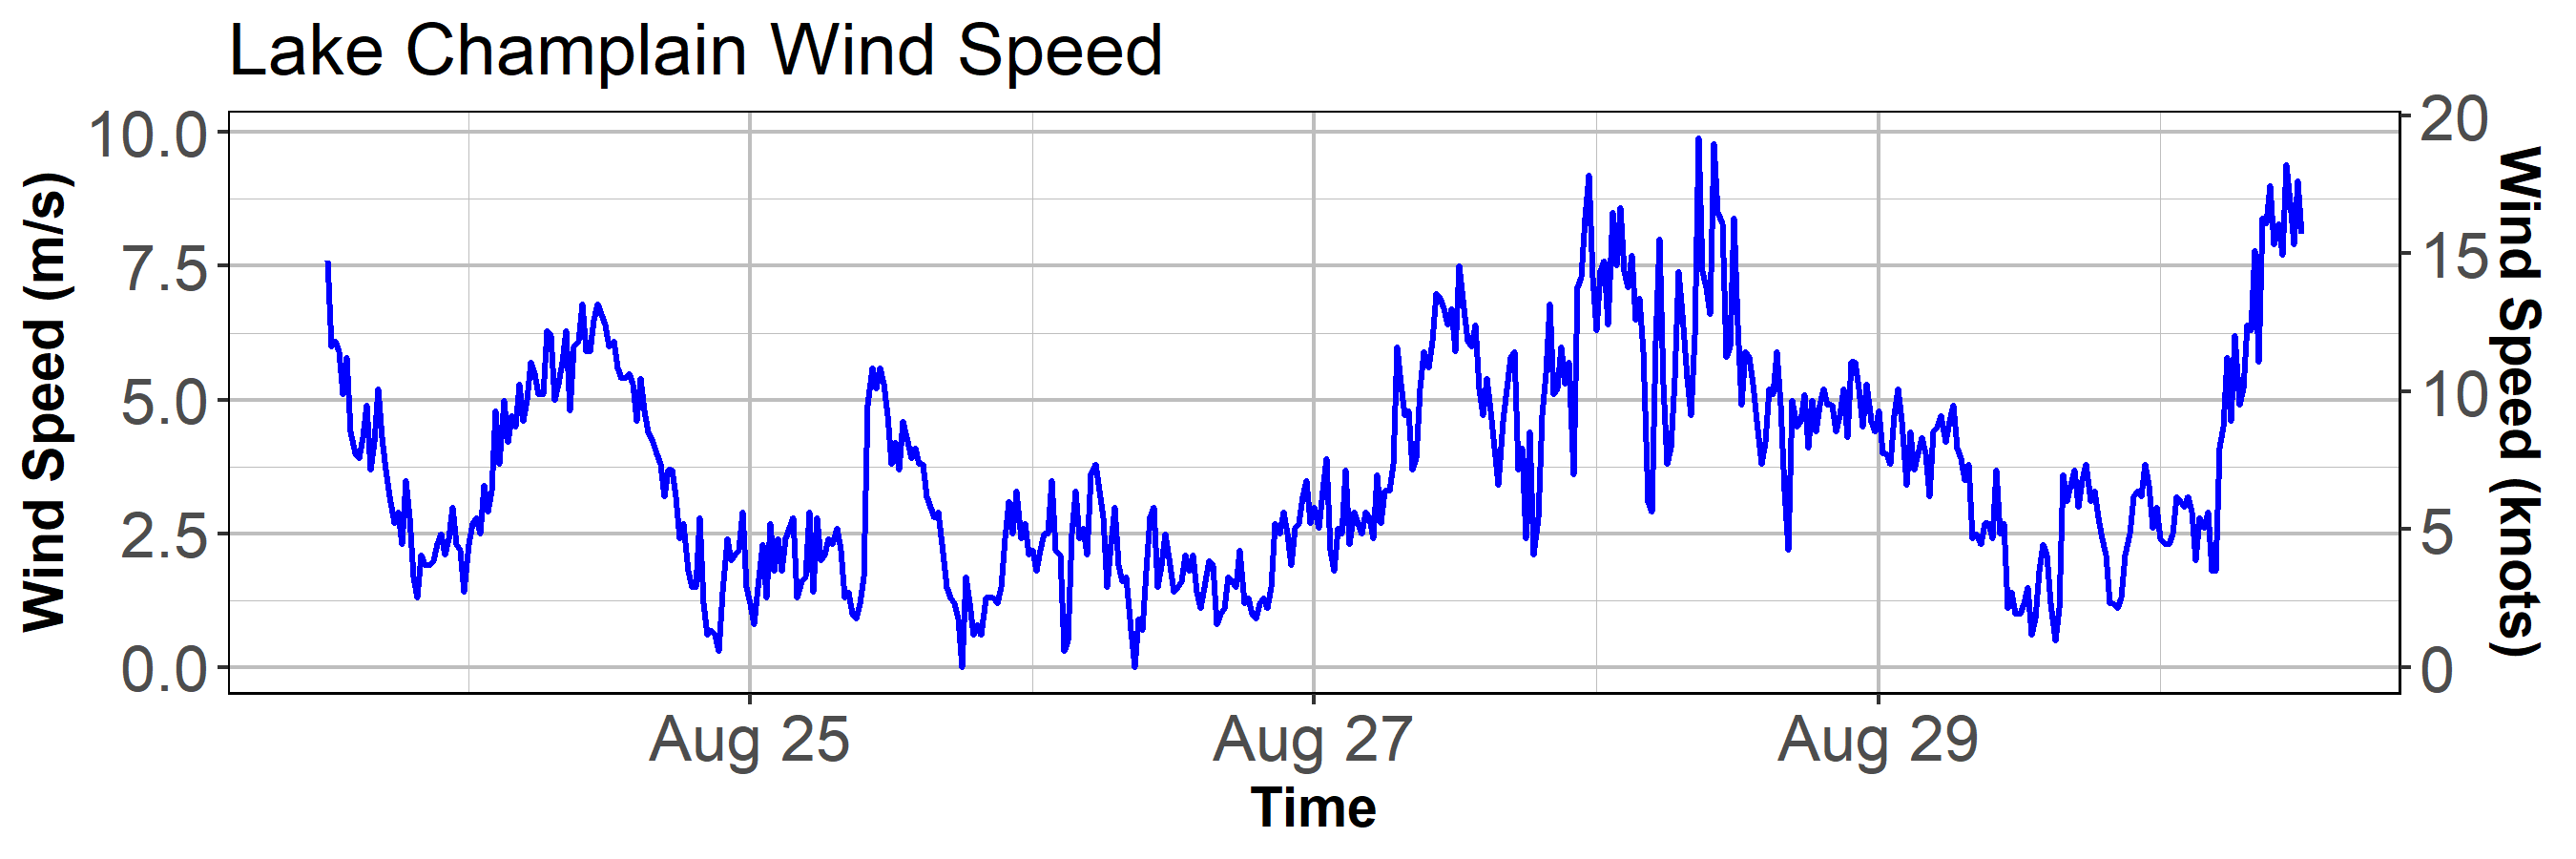 Lake Champlain Wind Speed
Wind Speed (m/s)
10.0
7.5
5.0
2.5
0.0
20
15
10
5
0
Wind Speed (knots)
Aug 25 Aug 27 Aug 29
Time